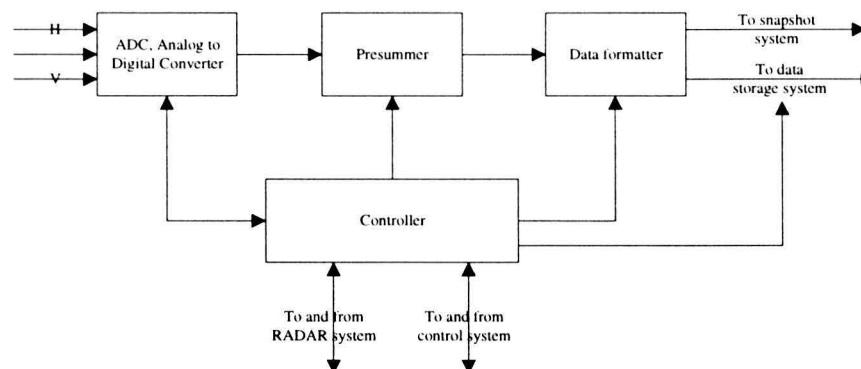 H
V
ADC, Analog to
Digital Converter
Presummer
Data formatter
To snapshot
system
To data
storage system
Controller
To and from
RADAR system
To and from
control system